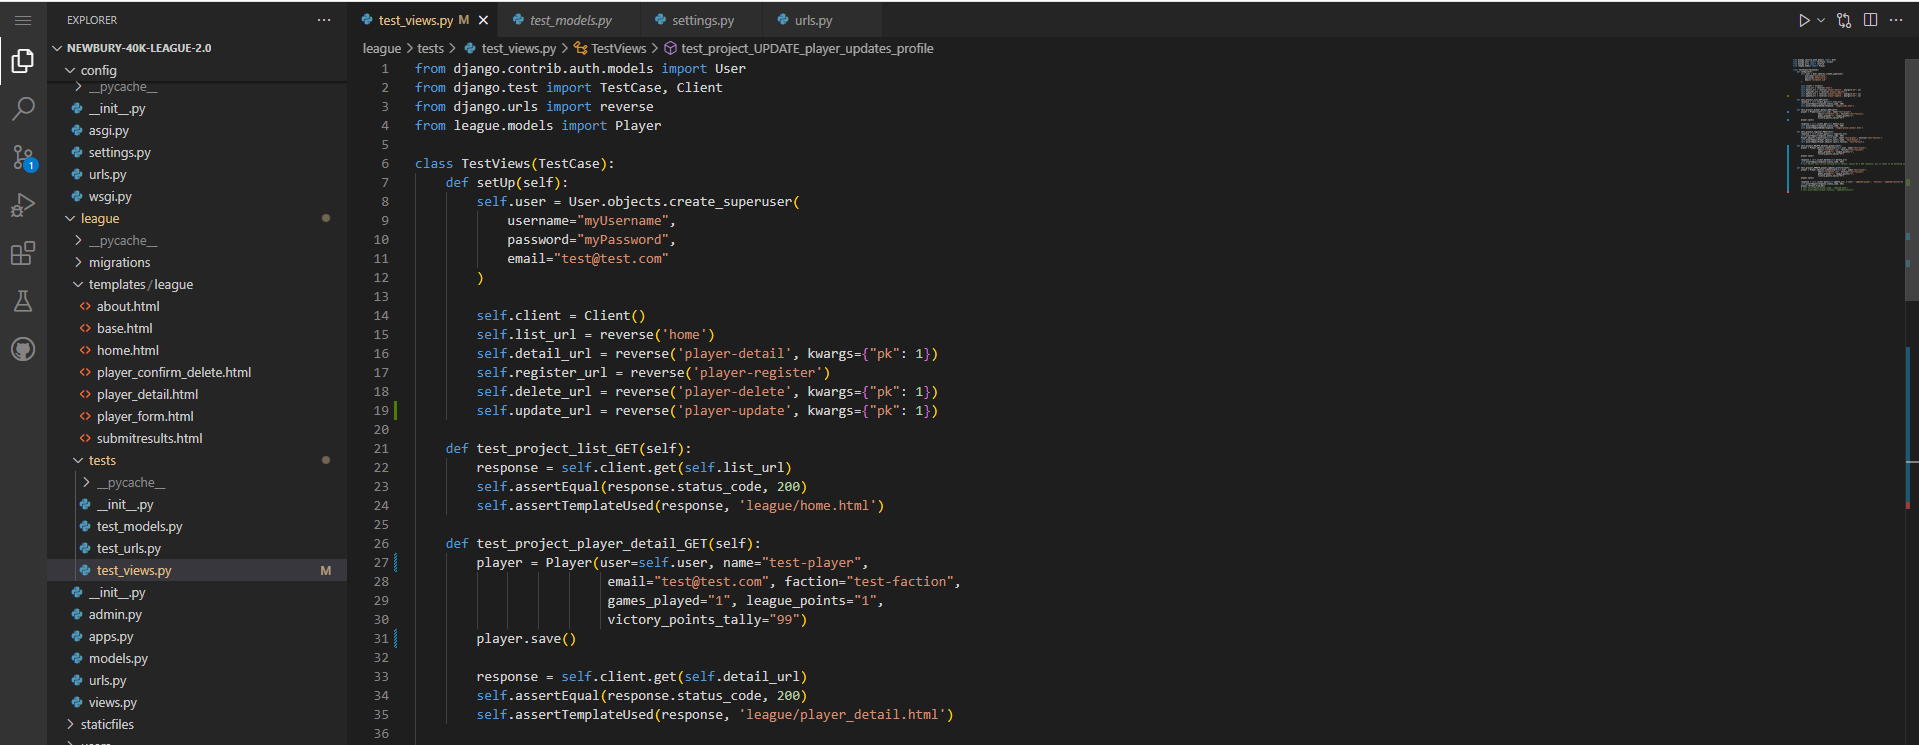 EXPLORER
NEWBURY-40K-LEAGUE-2.0
config
__pycache__
__init__.py
asgi.py
settings.py
urls.py
wsgi.py
league
__pycache__
migrations
templates/league
about.html
base.html
home.html
player_confirm_delete.html
player_detail.html
player_form.html
submitresults.html
tests
__pycache__
__init__.py
test_models.py
test_urls.py
test_views.py M
__init__.py
admin.py
apps.py
models.py
urls.py
views.py
staticfiles
1
test_views.py M
test_models.py
settings.py
urls.py
league > tests > test_views.py > TestViews > test_project_UPDATE_player_updates_profile
1 from django.contrib.auth.models import User
2 from django.test import TestCase, Client
3 from django.urls import reverse
4 from league.models import Player
5
6 class TestViews(TestCase):
7 def setUp(self):
8 self.user = User.objects.create_superuser(
9 username="myUsername",
10 password="myPassword",
11 email="test@test.com"
12 )
13
14 self.client = Client()
15 self.list_url = reverse('home')
16 self.detail_url = reverse('player-detail', kwargs={"pk": 1})
17 self.register_url = reverse('player-register')
18 self.delete_url = reverse('player-delete', kwargs={"pk": 1})
19 self.update_url = reverse('player-update', kwargs={"pk": 1})
20
21 def test_project_list_GET(self):
22 response = self.client.get(self.list_url)
23 self.assertEqual(response.status_code, 200)
24 self.assertTemplateUsed(response, 'league/home.html')
25
26 def test_project_player_detail_GET(self):
27 player = Player(user=self.user, name="test-player",
28 email="test@test.com", faction="test-faction",
29 games_played="1", league_points="1",
30 victory_points_tally="99")
31 player.save()
32
33 response = self.client.get(self.detail_url)
34 self.assertEqual(response.status_code, 200)
35 self.assertTemplateUsed(response, 'league/player_detail.html')
36